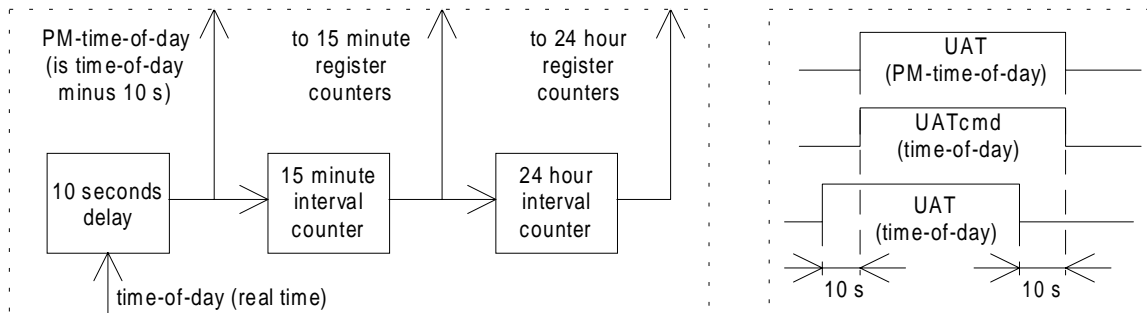 PM-time-of-day
(is time-of-day
minus 10 s)
to 15 minute
register
counters
to 24 hour
register
counters
10 seconds
delay
15 minute
interval
counter
24 hour
interval
counter
time-of-day (real time)
UAT
(PM-time-of-day)
UATcmd
(time-of-day)
UAT
(time-of-day)
10 s
10 s